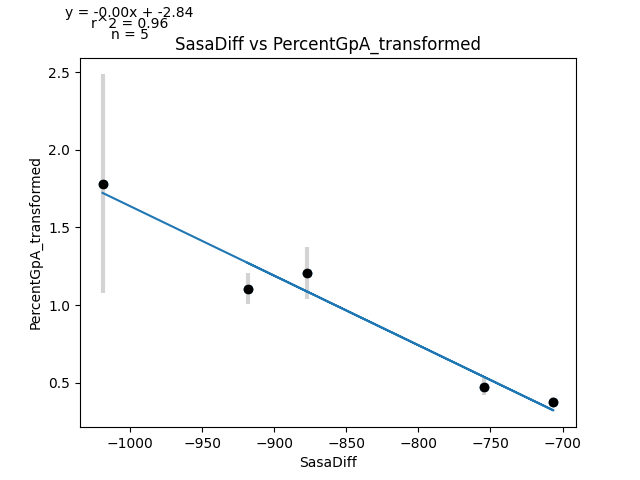 y = -0.00x + -2.84
r^2 = 0.96
n = 5
SasaDiff vs PercentGpA_transformed
2.5
2.0
1.5
1.0
0.5
PercentGpA_transformed
−1000 −950 −900 −850 −800 −750 −700
SasaDiff